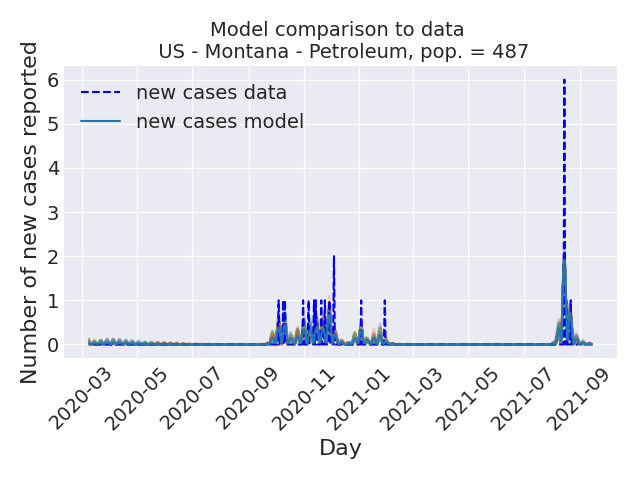 Model comparison to data
US - Montana - Petroleum, pop. = 487
Number of new cases reported
6
5
4
3
2
1
0
new cases data
new cases model
2020-03
2020-05
2020-07
2020-09
2020-11
2021-01
2021-03
2021-05
2021-07
2021-09
Day